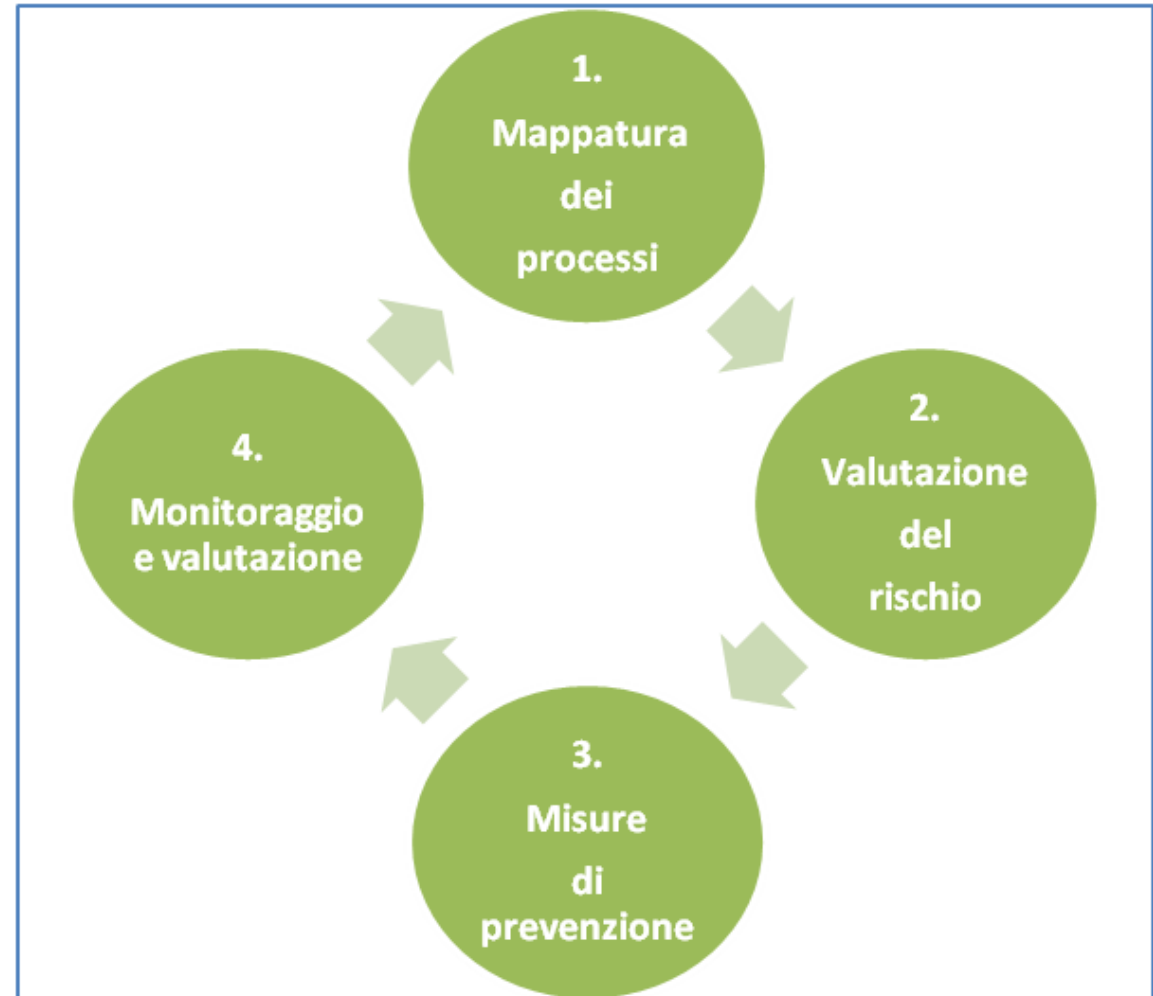 1.
Mappatura
dei
processi
2.
Valutazione
del
rischio
3.
Misure
di
prevenzione
4.
Monitoraggio
e valutazione